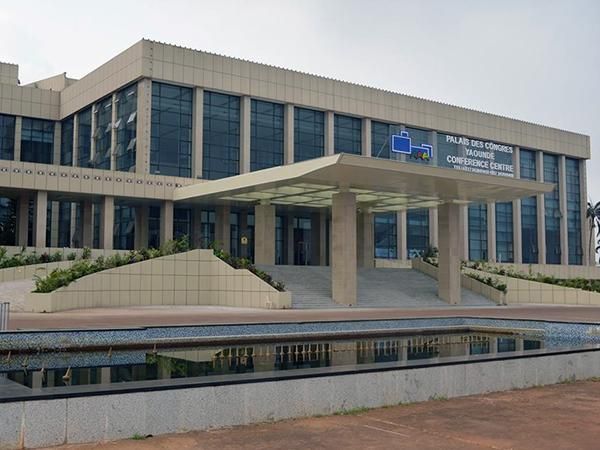 PALAIS DES CONGRES
YAOUNDE
CONFERENCE CENTRE